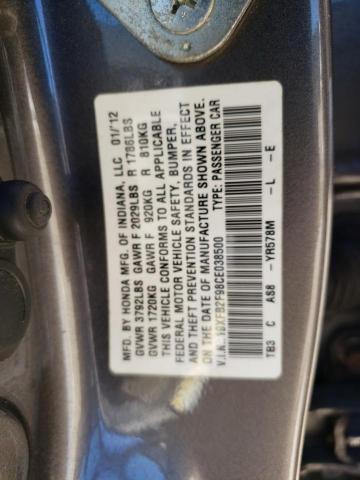 MFD. BY HONDA MFG. OF INDIANA, LLC 01/12
GVWR 3792LBS GAWR F 2029LBS R 1786LBS
GVWR 1720KG GAWR F 920KG R 810KG
THIS VEHICLE CONFORMS TO ALL APPLICABLE
FEDERAL MOTOR VEHICLE SAFETY, BUMPER,
AND THEFT PREVENTION STANDARDS IN EFFECT
ON THE DATE OF MANUFACTURE SHOWN ABOVE.
V.I.N. 19XFB2F98CE038500 TYPE: PASSENGER CAR
TB3 C AS8 - YR578M - L - E